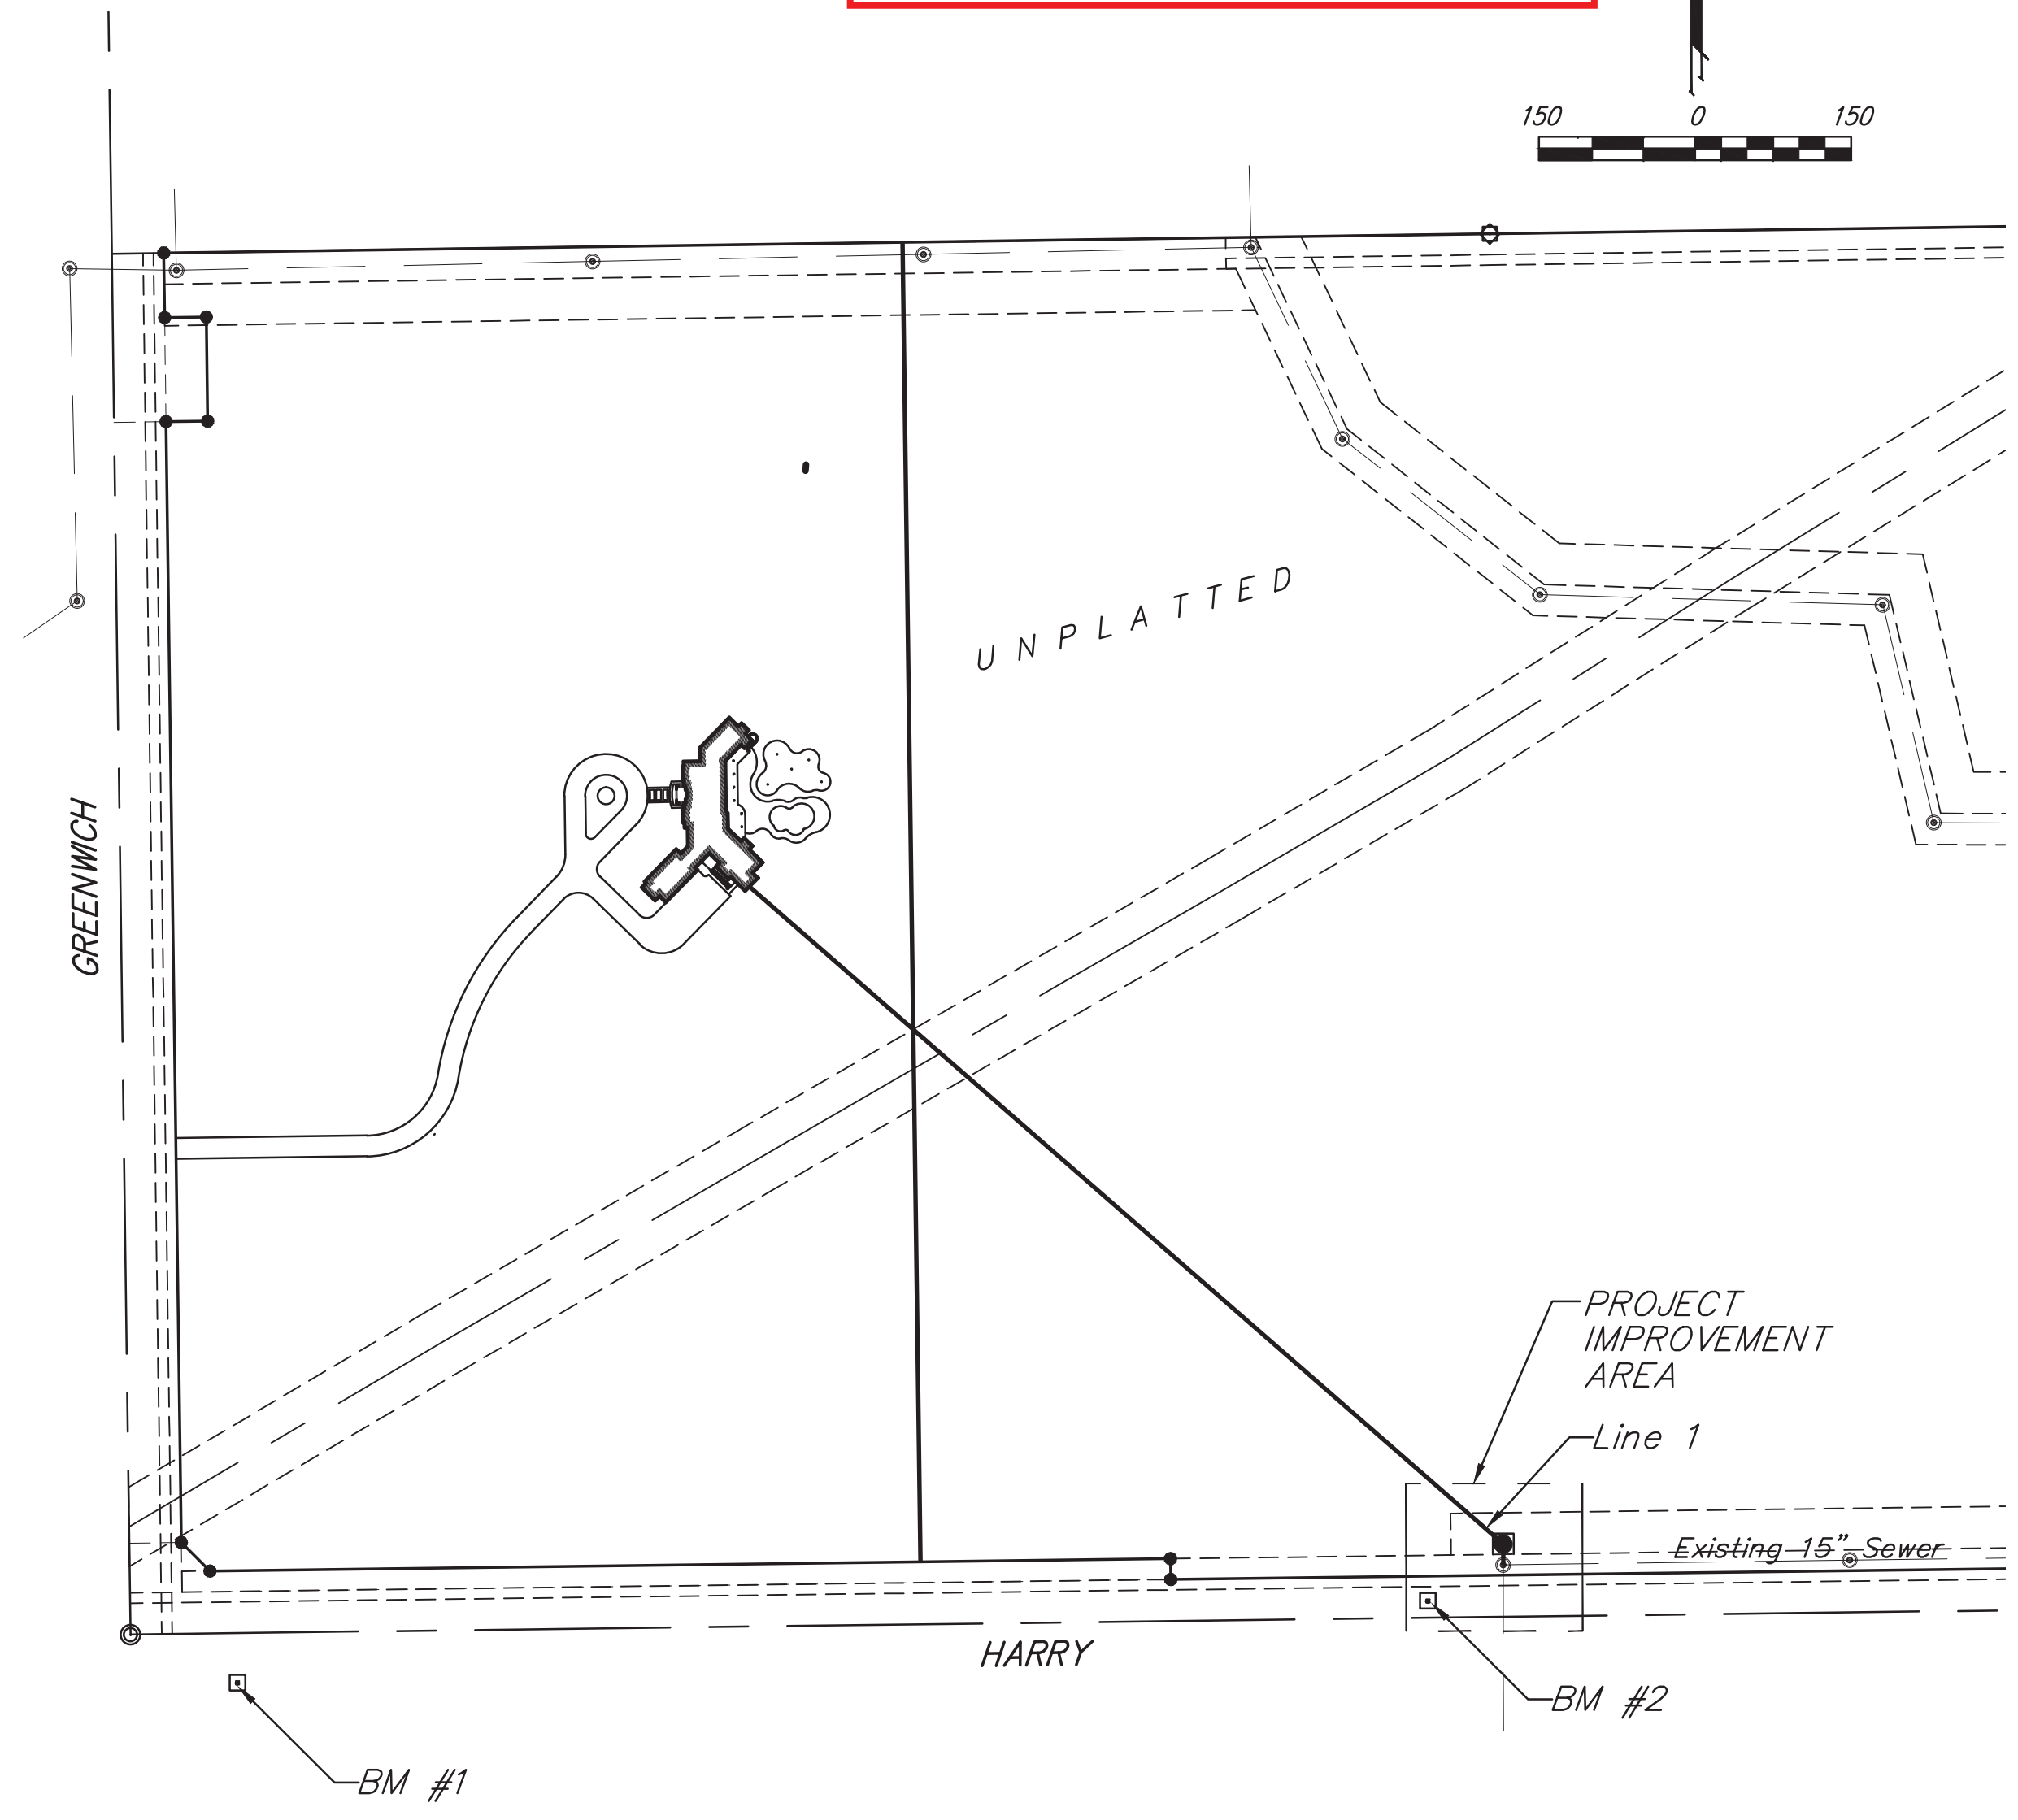 150 0 150
UNPLATTED
GREENWICH
PROJECT
IMPROVEMENT
AREA
Line 1
Existing 15" Sewer
HARRY
BM #2
BM #1